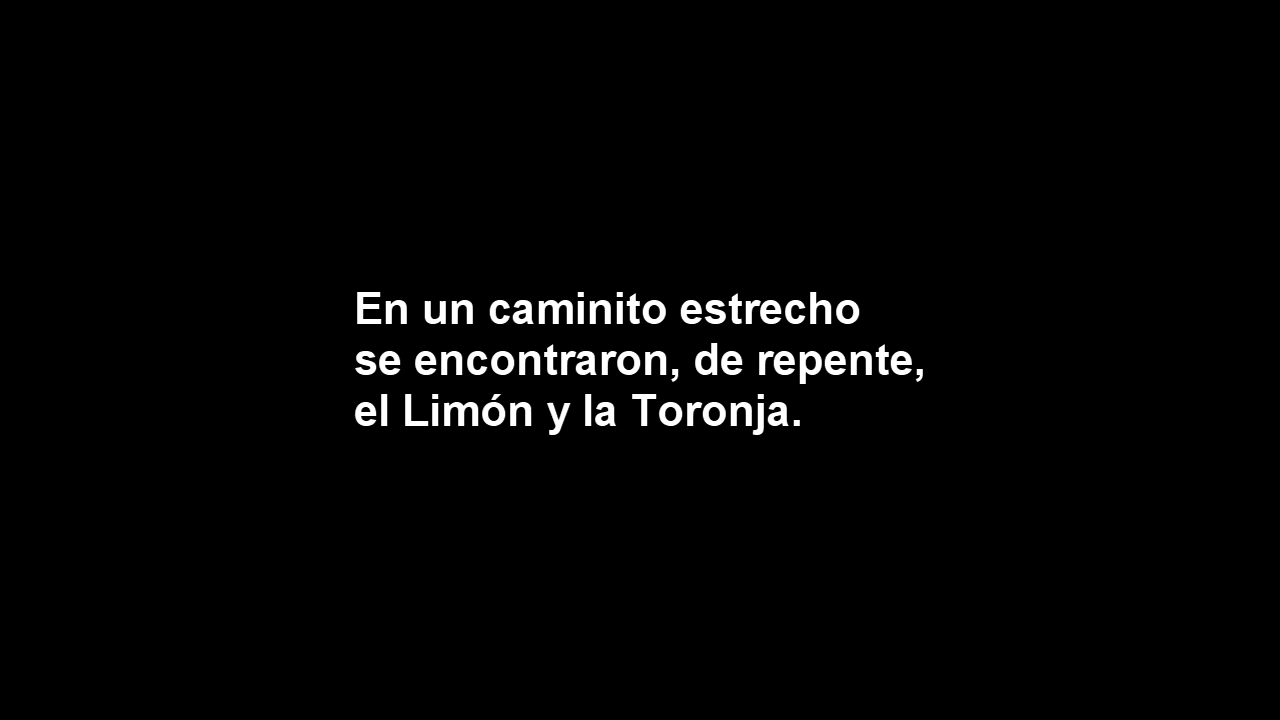 En un caminito estrecho
se encontraron, de repente,
el Limón y la Toronja.